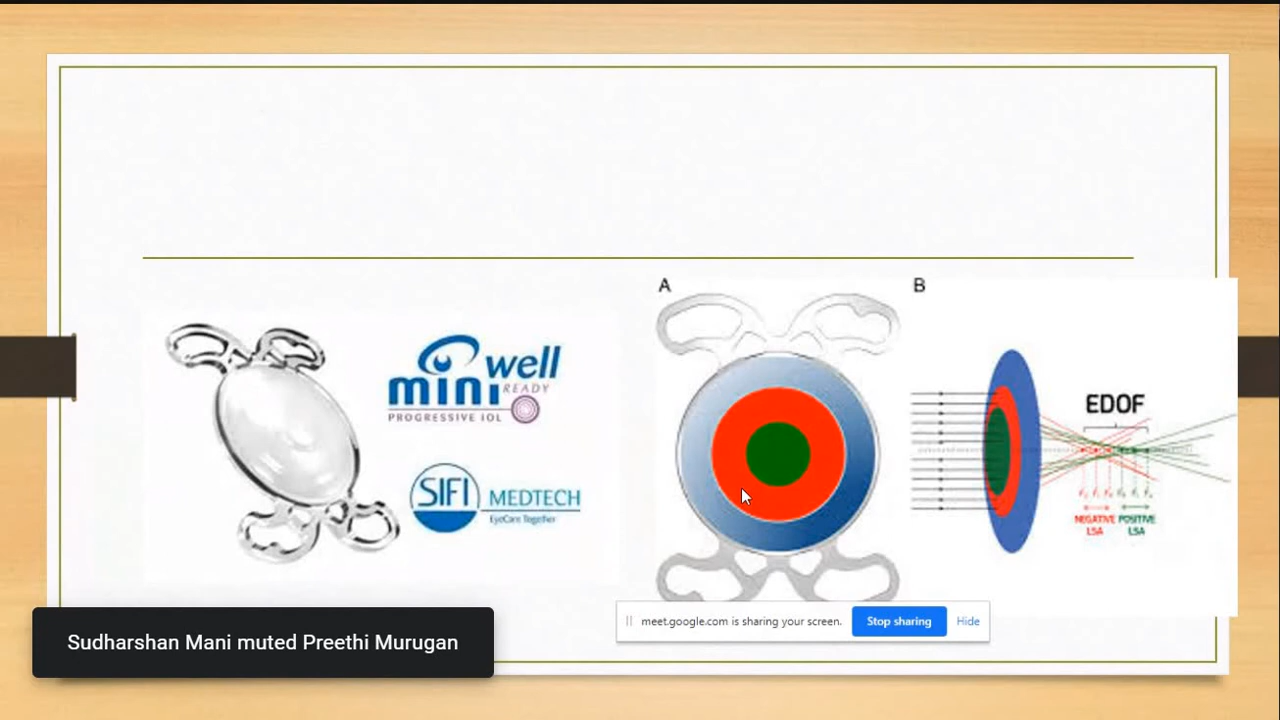 A
B
well
mini READY
PROGRESSIVE IOL
SIFI MEDTECH
EyeCare Together
EDOF
NEGATIVE POSITIVE
LSA LSA
meet.google.com is sharing your screen. Stop sharing Hide
Sudharshan Mani muted Preethi Murugan